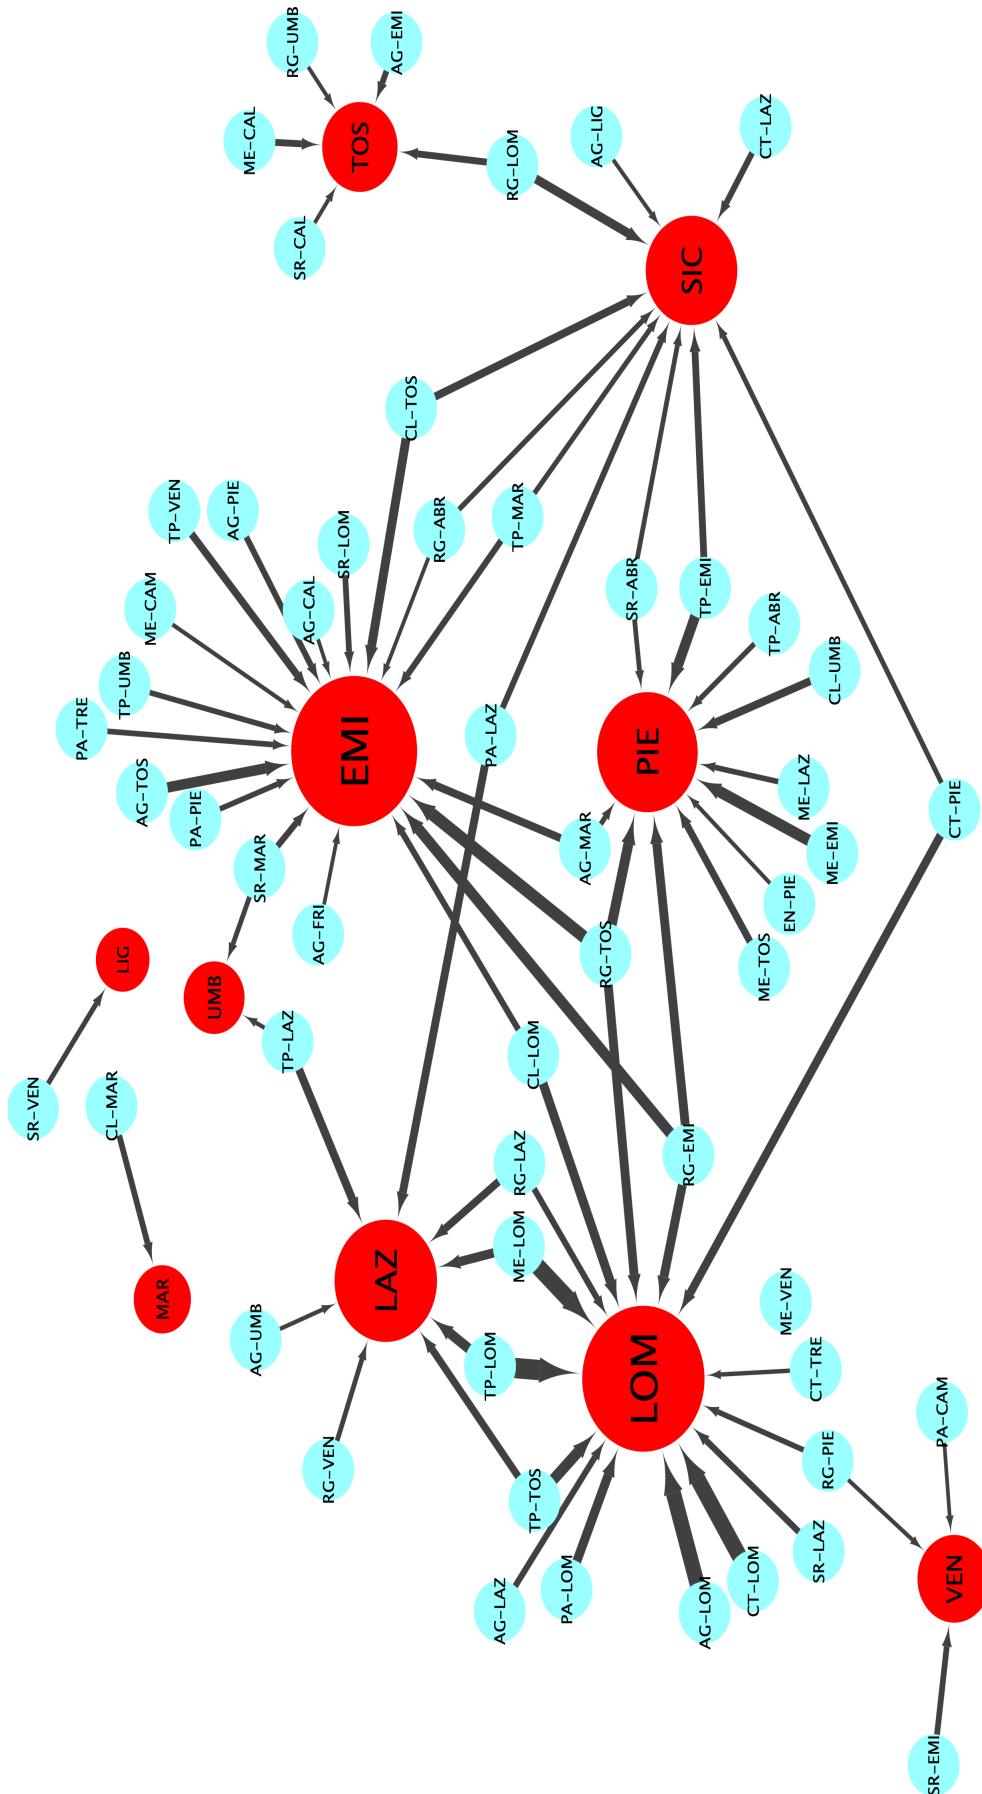 RG–UMB
AG–EMI
ME–CAL
TOS
SR–CAL
RG–LOM
AG–LIG
CT–LAZ
SIC
CL–TOS
TP–VEN
AG–PIE
SR–LOM
RG–ABR
TP–MAR
ME–CAM
AG–CAL
SR–ABR
TP–EMI
TP–ABR
TP–UMB
CL–UMB
PA–TRE
EMI
PA–LAZ
PIE
AG–TOS
PA–PIE
ME–LAZ
CT–PIE
SR–MAR
AG–MAR
ME–EMI
EN–PIE
AG–FRI
LIG
UMB
RG–TOS
ME–TOS
TP–LAZ
CL–LOM
SR–VEN
CL–MAR
RG–LAZ
RG–EMI
ME–LOM
MAR
LAZ
ME–VEN
AG–UMB
TP–LOM
LOM
CT–TRE
PA–CAM
RG–VEN
RG–PIE
TP–TOS
SR–LAZ
AG–LAZ
PA–LOM
AG–LOM
CT–LOM
VEN
SR–EMI